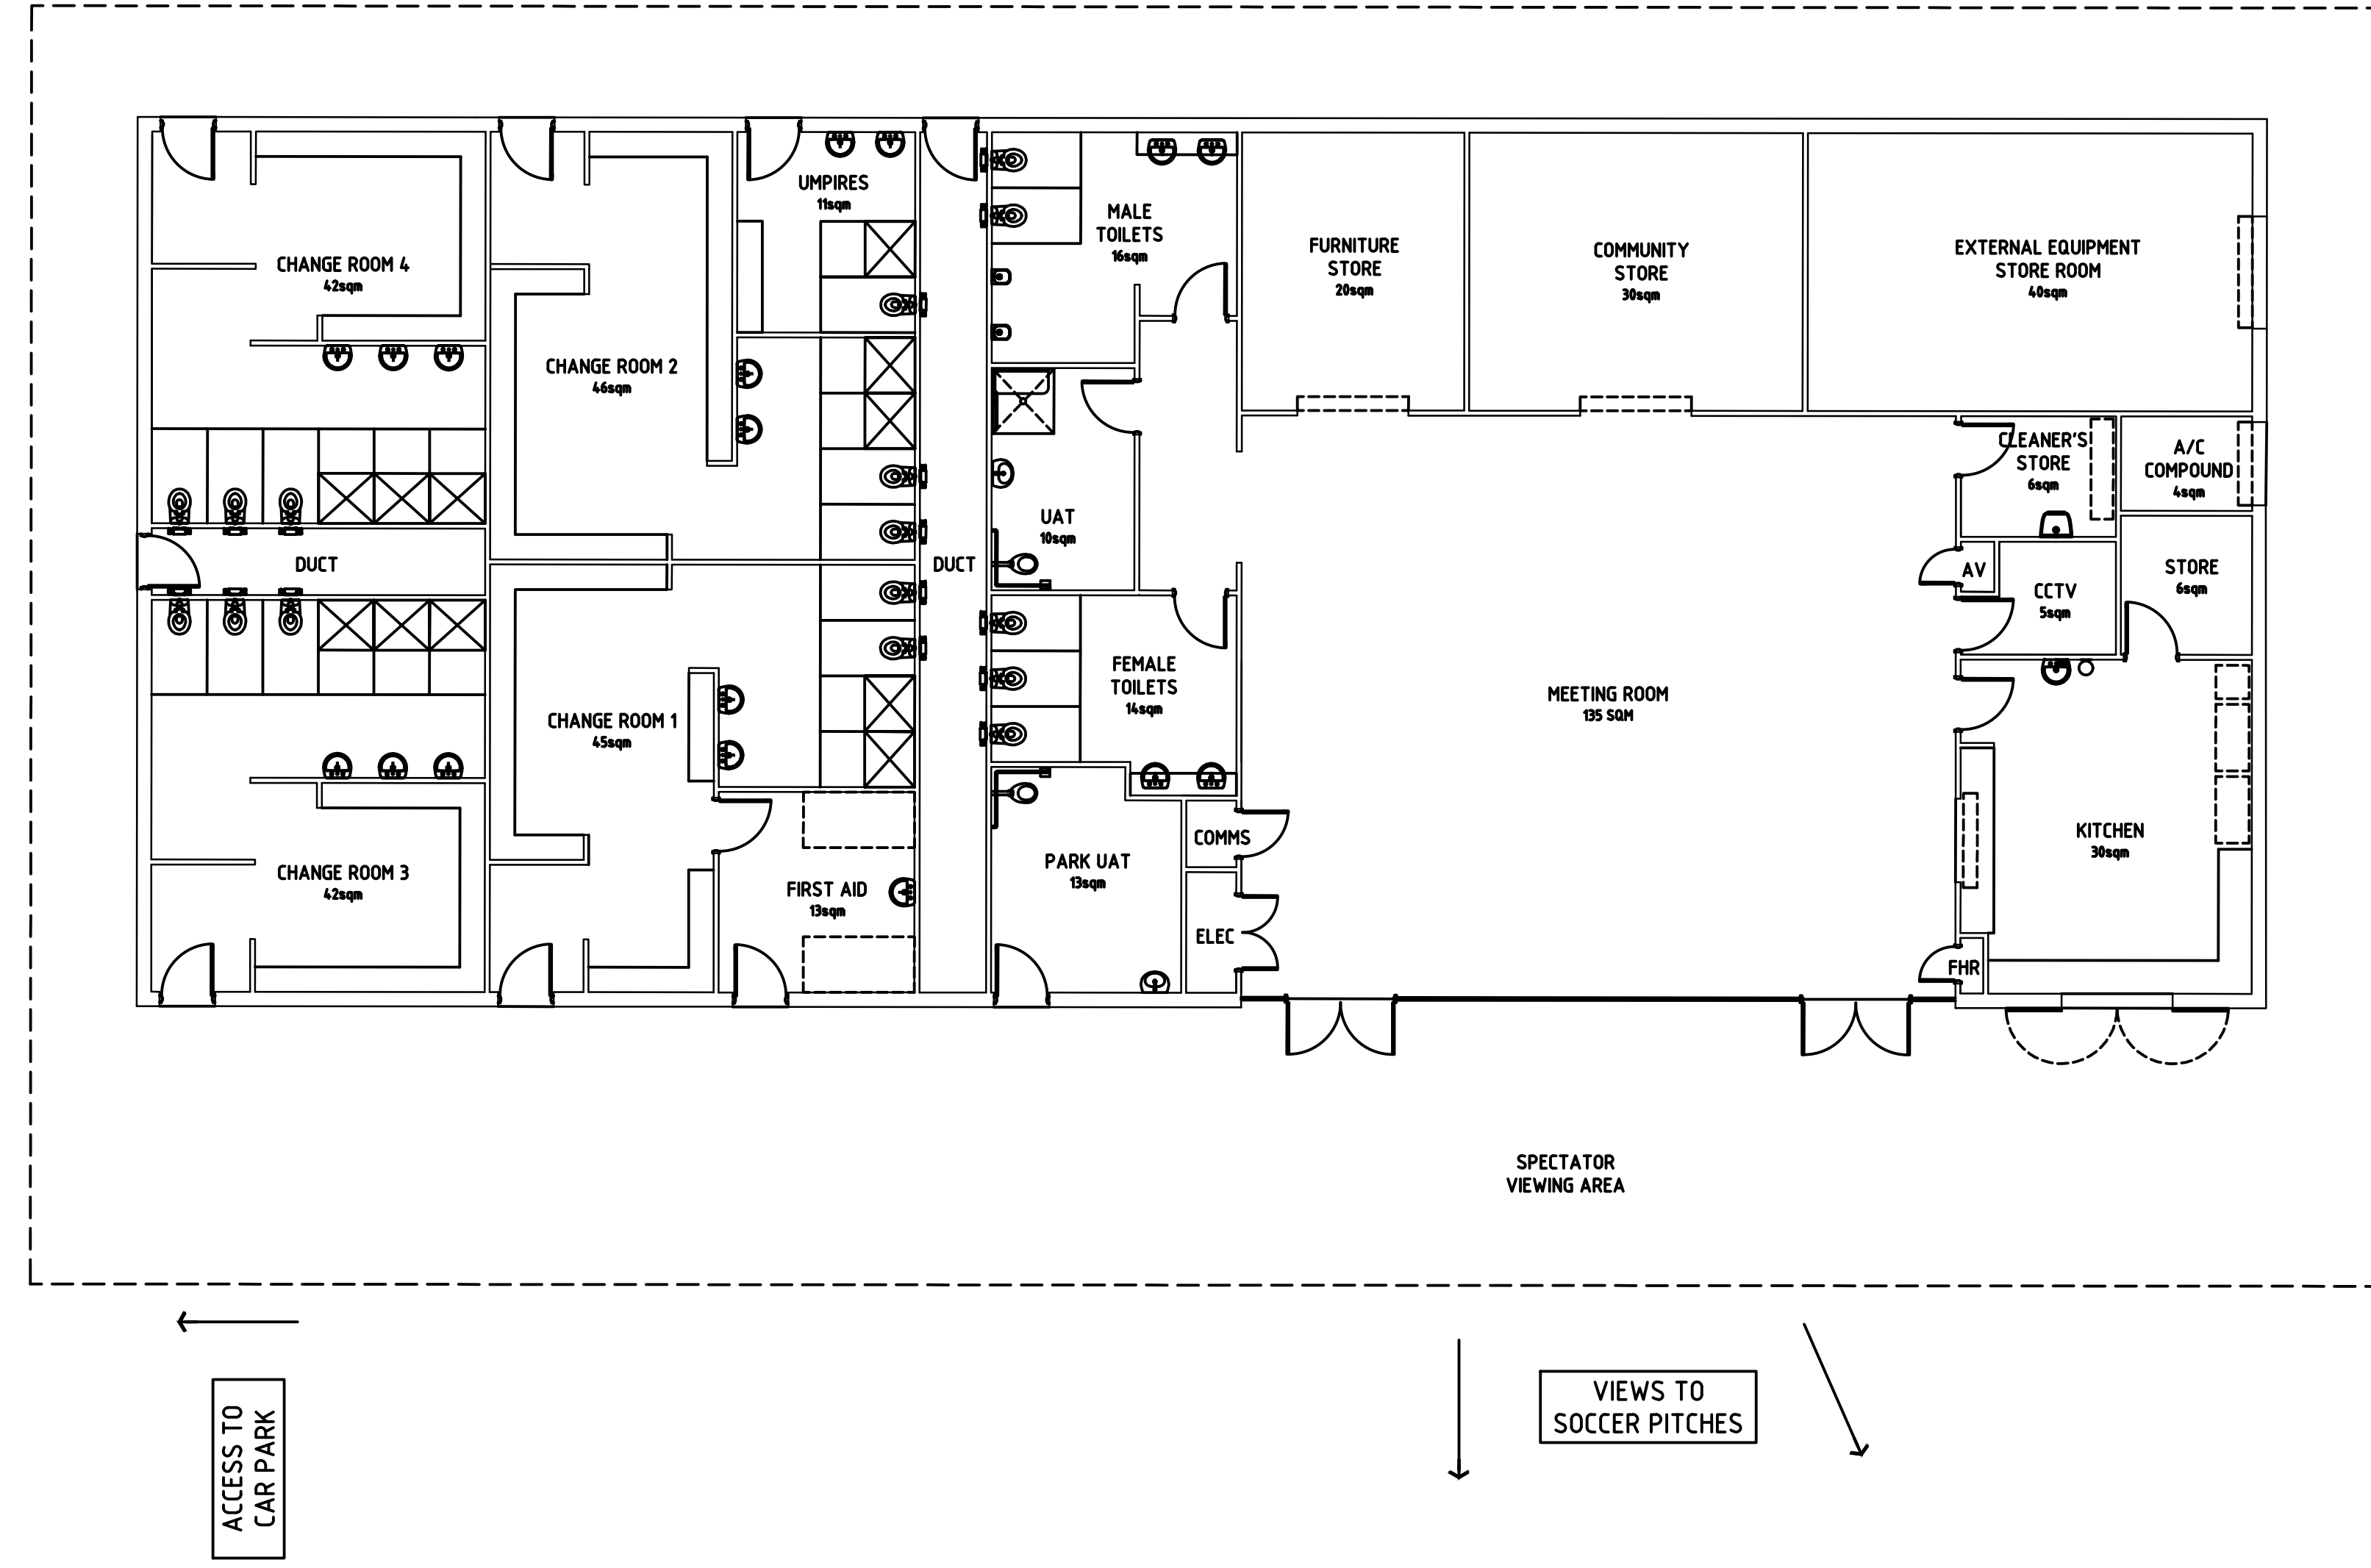 UMPIRES
11sqm
MALE
TOILETS
16sqm
FURNITURE
STORE
20sqm
COMMUNITY
STORE
30sqm
EXTERNAL EQUIPMENT
STORE ROOM
40sqm
CHANGE ROOM 4
42sqm
CHANGE ROOM 2
46sqm
CLEANER'S
STORE
6sqm
A/C
COMPOUND
4sqm
UAT
10sqm
DUCT
DUCT
AV
CCTV
5sqm
STORE
6sqm
FEMALE
TOILETS
14sqm
MEETING ROOM
135 SQM
CHANGE ROOM 1
45sqm
CHANGE ROOM 3
42sqm
FIRST AID
13sqm
PARK UAT
13sqm
COMMS
ELEC
KITCHEN
30sqm
FHR
SPECTATOR
VIEWING AREA
ACCESS TO
CAR PARK
VIEWS TO
SOCCER PITCHES